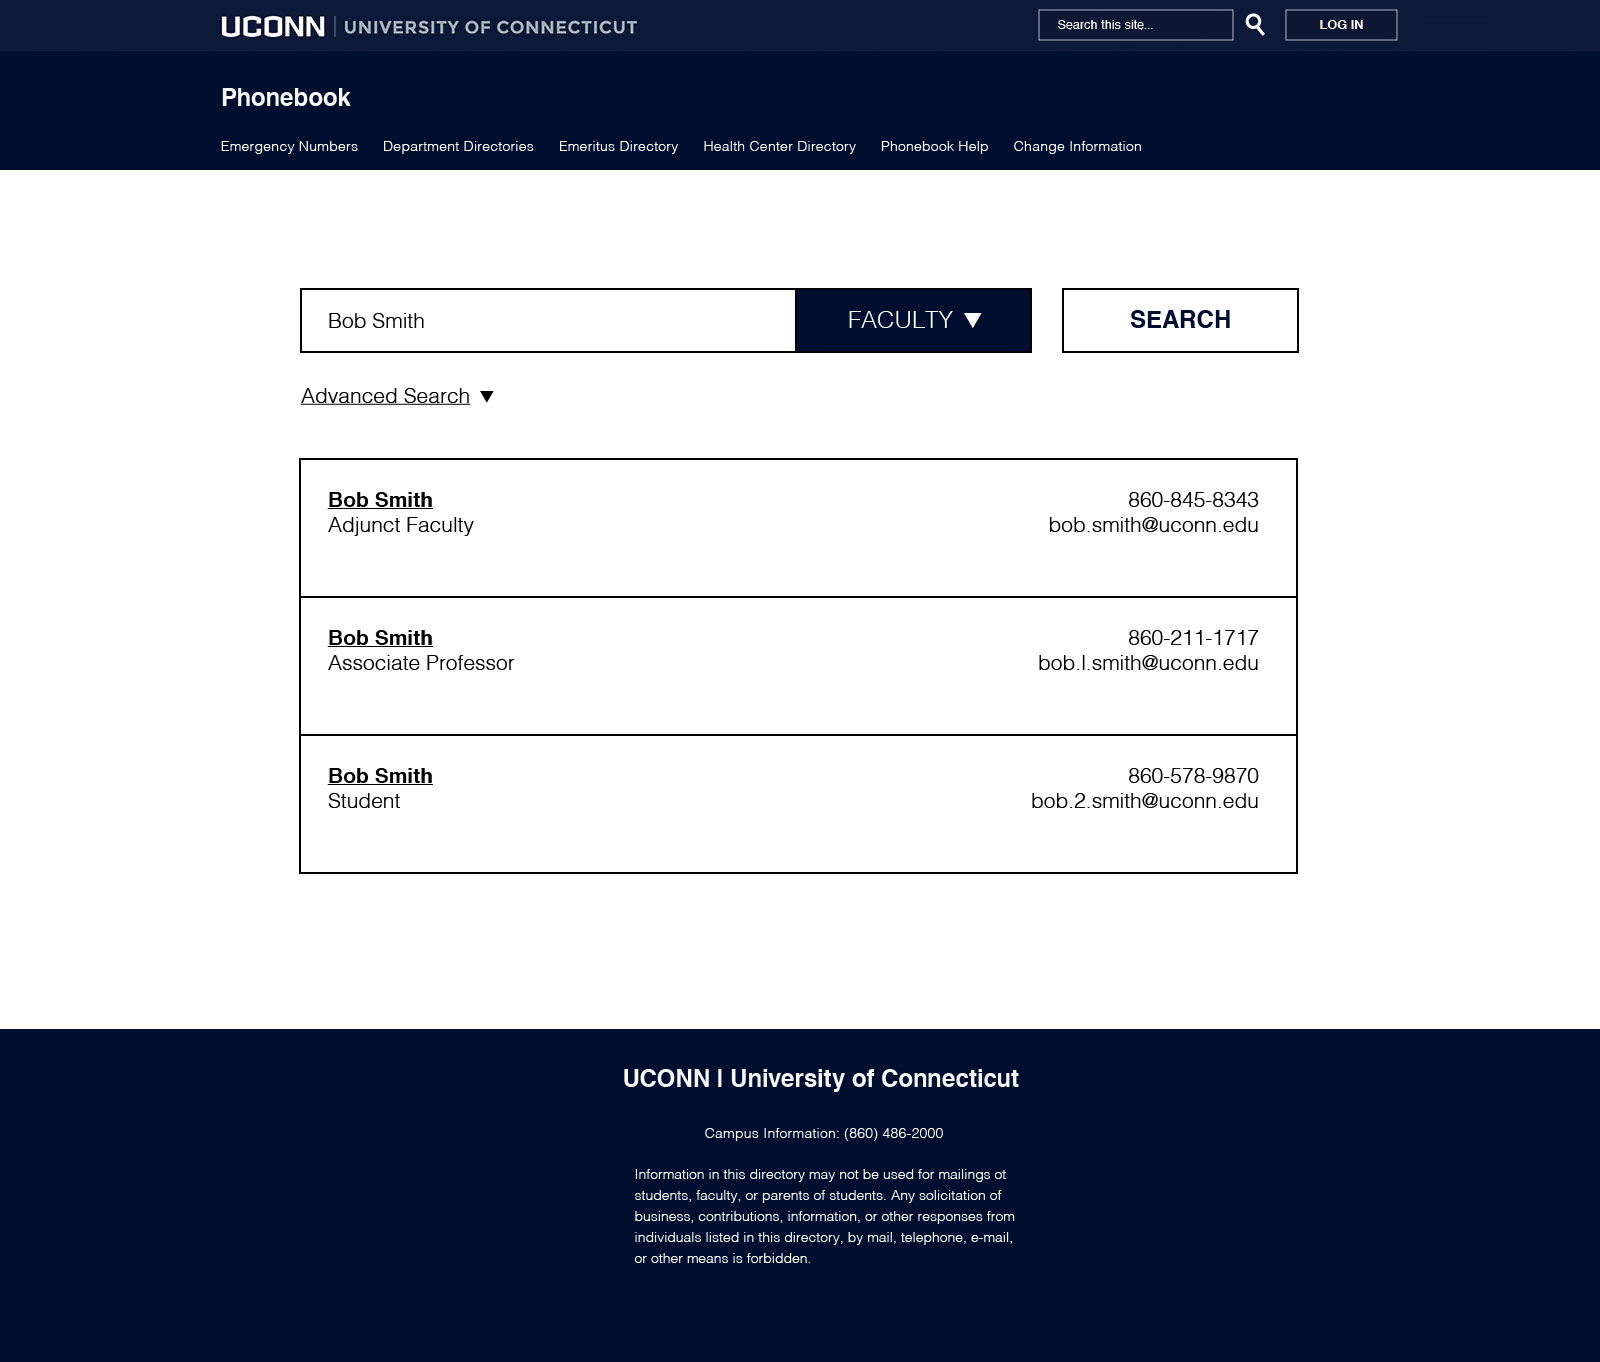 UCONN | UNIVERSITY OF CONNECTICUT
Search this site...
LOG IN
Phonebook
Emergency Numbers Department Directories Emeritus Directory Health Center Directory Phonebook Help Change Information
Bob Smith
FACULTY ▼
SEARCH
Advanced Search ▼
Bob Smith
860-845-8343
Adjunct Faculty
bob.smith@uconn.edu
Bob Smith
860-211-1717
Associate Professor
bob.l.smith@uconn.edu
Bob Smith
860-578-9870
Student
bob.2.smith@uconn.edu
UCONN | University of Connecticut
Campus Information: (860) 486-2000
Information in this directory may not be used for mailings ot
students, faculty, or parents of students. Any solicitation of
business, contributions, information, or other responses from
individuals listed in this directory, by mail, telephone, e-mail,
or other means is forbidden.